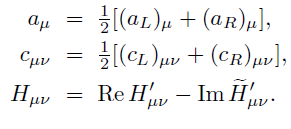 a_μ = ½[(a_L)_μ + (a_R)_μ],
c_μν = ½[(c_L)_μν + (c_R)_μν],
H_μν = Re H′_μν − Im H̃′_μν.